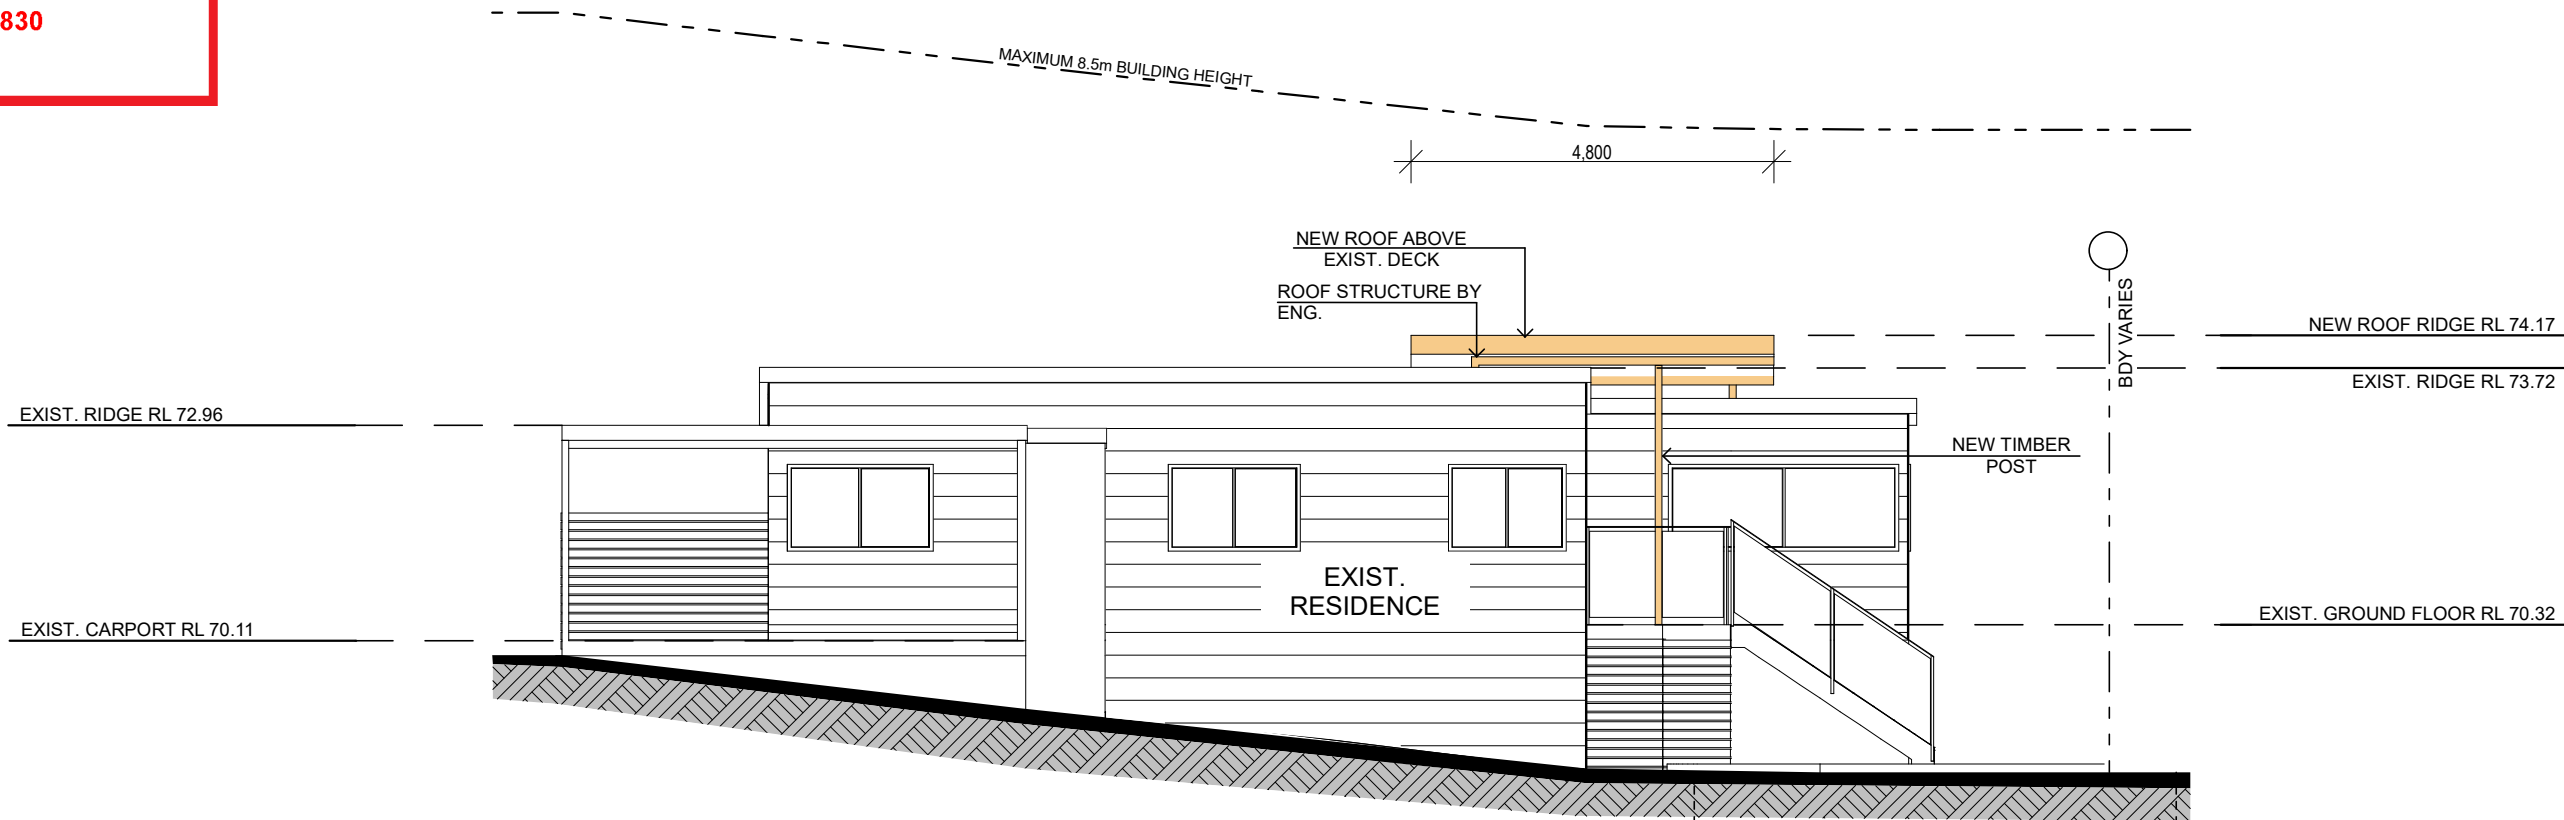 830
MAXIMUM 8.5m BUILDING HEIGHT
4,800
NEW ROOF ABOVE
EXIST. DECK
ROOF STRUCTURE BY
ENG.
BDY VARIES
NEW ROOF RIDGE RL 74.17
EXIST. RIDGE RL 73.72
EXIST. RIDGE RL 72.96
NEW TIMBER
POST
EXIST.
RESIDENCE
EXIST. CARPORT RL 70.11
EXIST. GROUND FLOOR RL 70.32